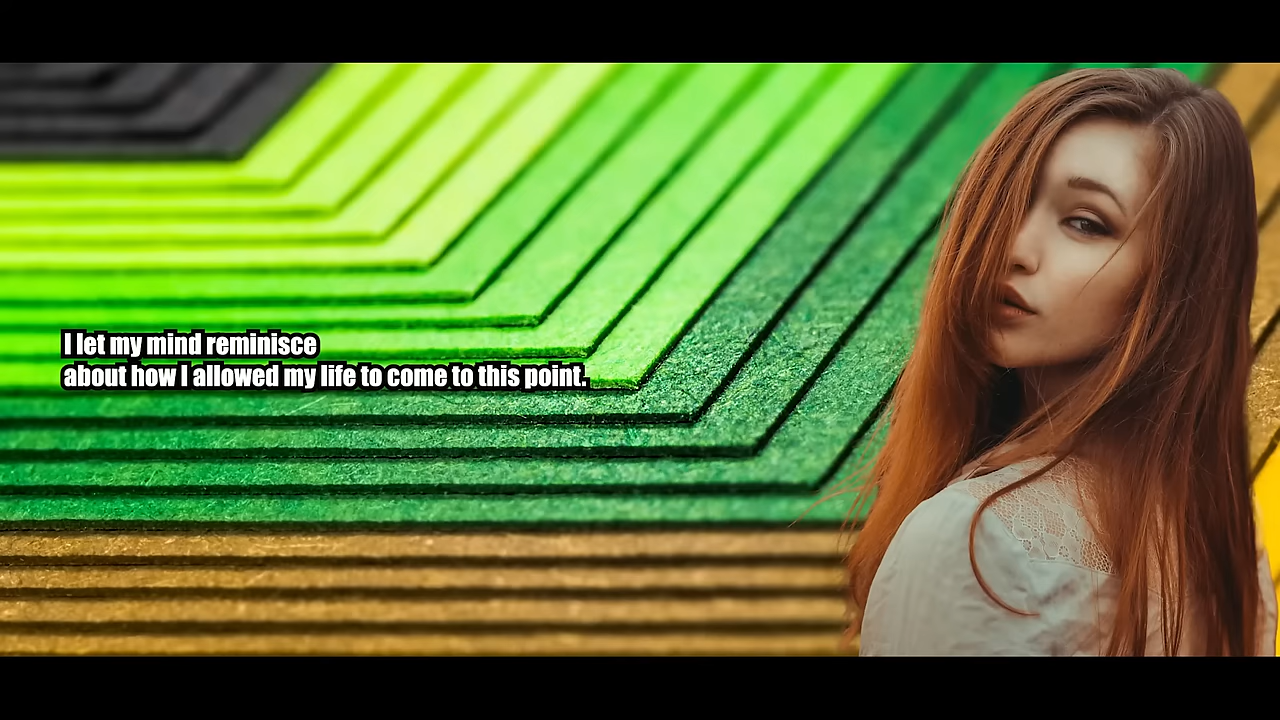 I let my mind reminisce
about how I allowed my life to come to this point.